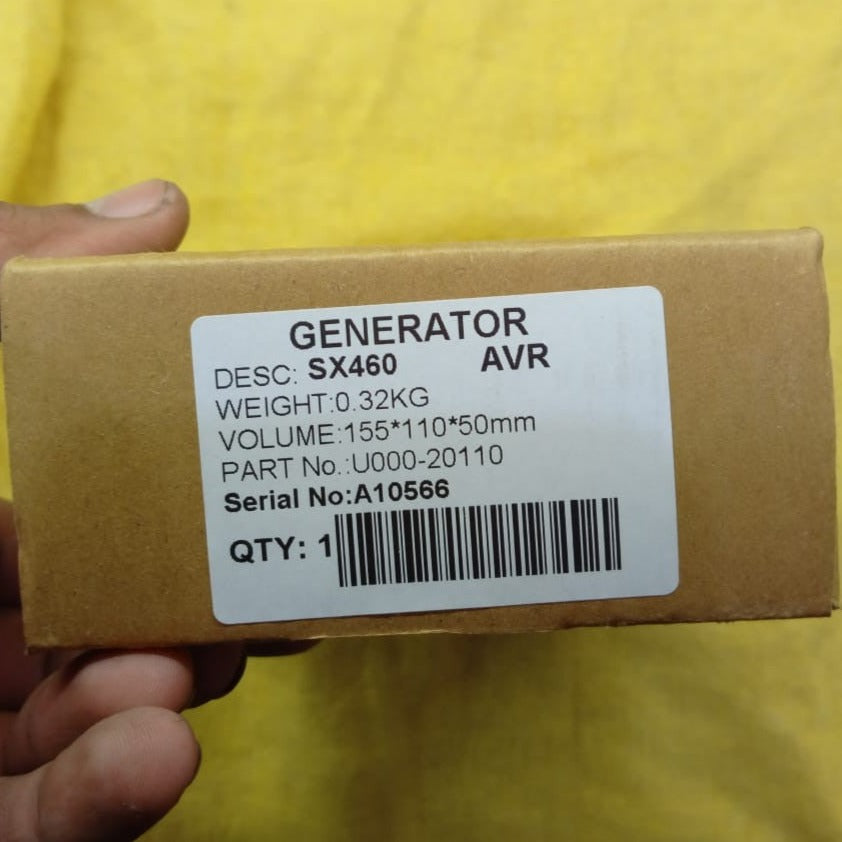 GENERATOR
DESC: SX460 AVR
WEIGHT:0.32KG
VOLUME:155*110*50mm
PART No.:U000-20110
Serial No:A10566
QTY: 1